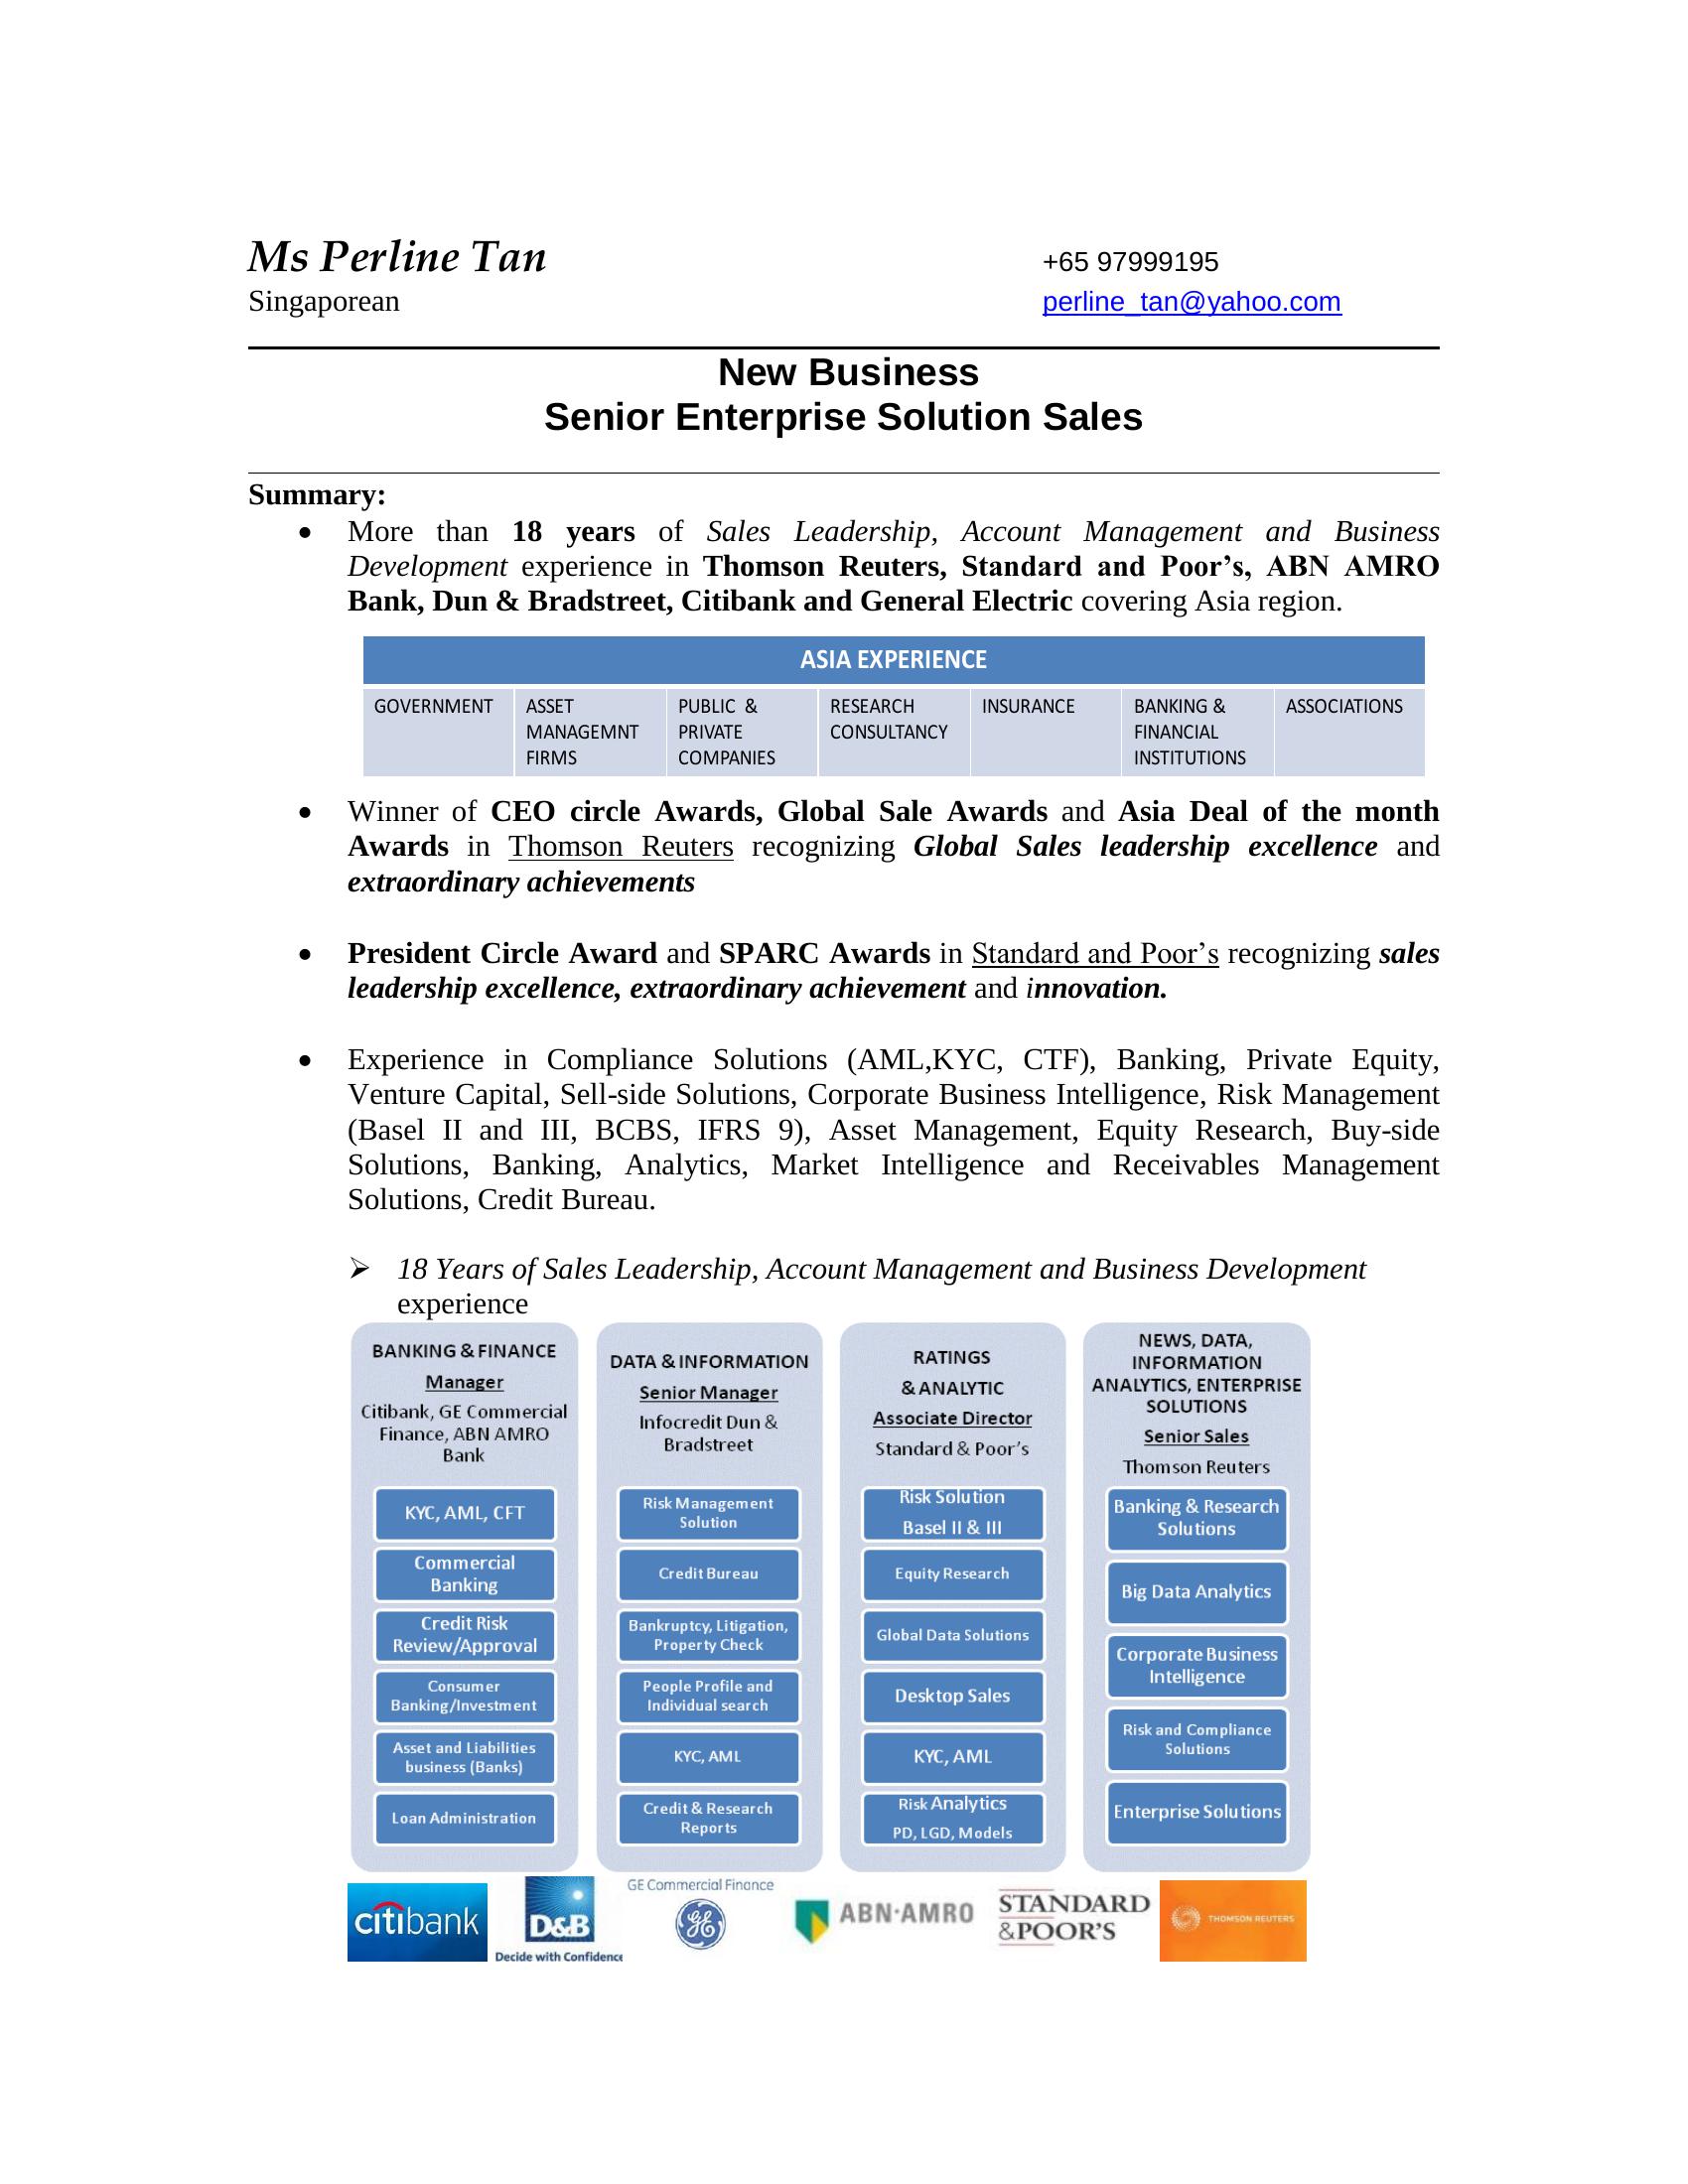 Ms Perline Tan
+65 97999195
Singaporean
perline_tan@yahoo.com
New Business
Senior Enterprise Solution Sales
Summary:
• More than 18 years of Sales Leadership, Account Management and Business
Development experience in Thomson Reuters, Standard and Poor’s, ABN AMRO
Bank, Dun & Bradstreet, Citibank and General Electric covering Asia region.
ASIA EXPERIENCE
GOVERNMENT
ASSET
MANAGEMNT
FIRMS
PUBLIC &
PRIVATE
COMPANIES
RESEARCH
CONSULTANCY
INSURANCE
BANKING &
FINANCIAL
INSTITUTIONS
ASSOCIATIONS
• Winner of CEO circle Awards, Global Sale Awards and Asia Deal of the month
Awards in Thomson Reuters recognizing Global Sales leadership excellence and
extraordinary achievements
• President Circle Award and SPARC Awards in Standard and Poor’s recognizing sales
leadership excellence, extraordinary achievement and innovation.
• Experience in Compliance Solutions (AML,KYC, CTF), Banking, Private Equity,
Venture Capital, Sell-side Solutions, Corporate Business Intelligence, Risk Management
(Basel II and III, BCBS, IFRS 9), Asset Management, Equity Research, Buy-side
Solutions, Banking, Analytics, Market Intelligence and Receivables Management
Solutions, Credit Bureau.
➢ 18 Years of Sales Leadership, Account Management and Business Development
experience
BANKING & FINANCE
Manager
Citibank, GE Commercial
Finance, ABN AMRO
Bank
KYC, AML, CFT
Commercial
Banking
Credit Risk
Review/Approval
Consumer
Banking/Investment
Asset and Liabilities
business (Banks)
Loan Administration
DATA & INFORMATION
Senior Manager
Infocredit Dun &
Bradstreet
Risk Management
Solution
Credit Bureau
Bankruptcy, Litigation,
Property Check
People Profile and
Individual search
KYC, AML
Credit & Research
Reports
RATINGS
& ANALYTIC
Associate Director
Standard & Poor’s
Risk Solution
Basel II & III
Equity Research
Global Data Solutions
Desktop Sales
KYC, AML
Risk Analytics
PD, LGD, Models
NEWS, DATA,
INFORMATION
ANALYTICS, ENTERPRISE
SOLUTIONS
Senior Sales
Thomson Reuters
Banking & Research
Solutions
Big Data Analytics
Corporate Business
Intelligence
Risk and Compliance
Solutions
Enterprise Solutions
citibank
D&B
Decide with Confidence
GE Commercial Finance
GE
ABN·AMRO
STANDARD
&POOR'S
THOMSON REUTERS